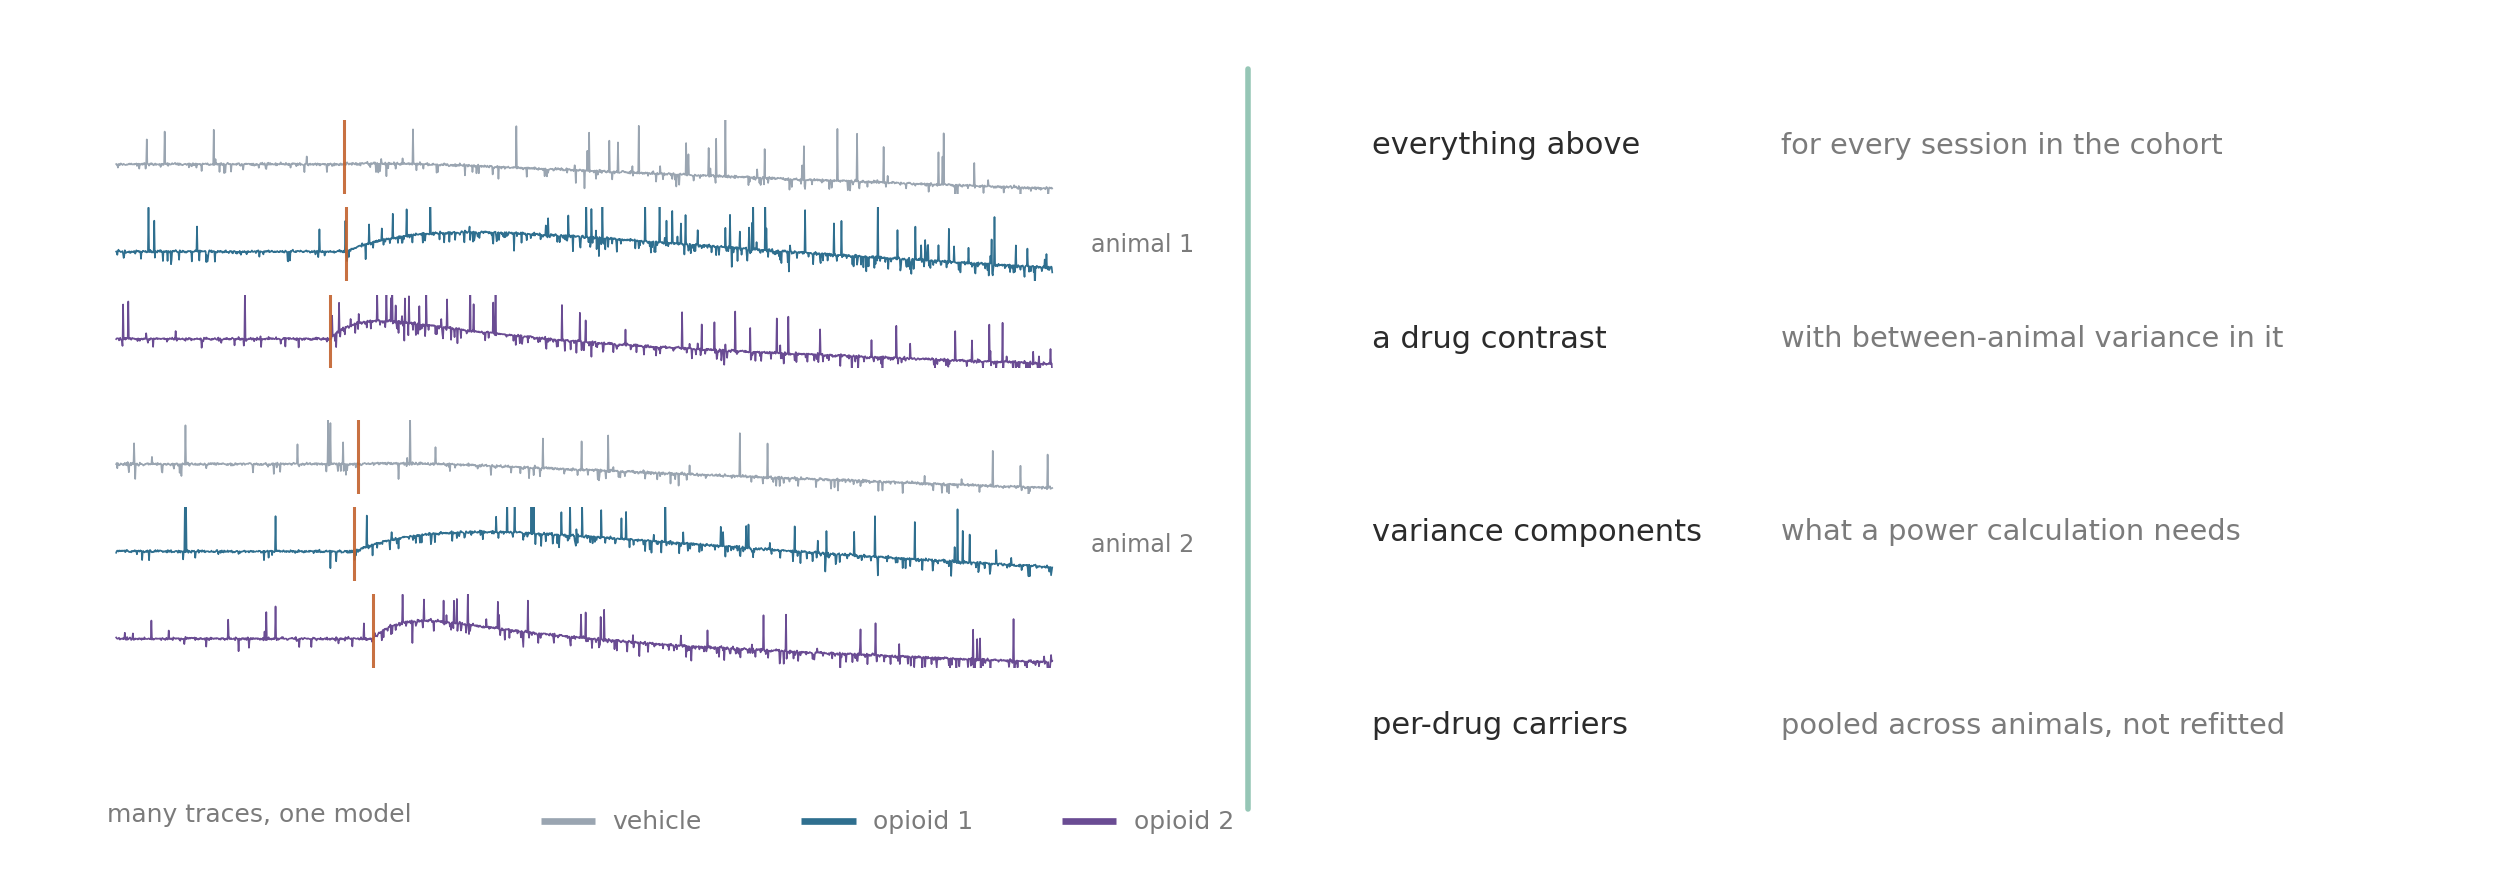 animal 1
animal 2
many traces, one model
vehicle
opioid 1
opioid 2
everything above
for every session in the cohort
a drug contrast
with between-animal variance in it
variance components
what a power calculation needs
per-drug carriers
pooled across animals, not refitted